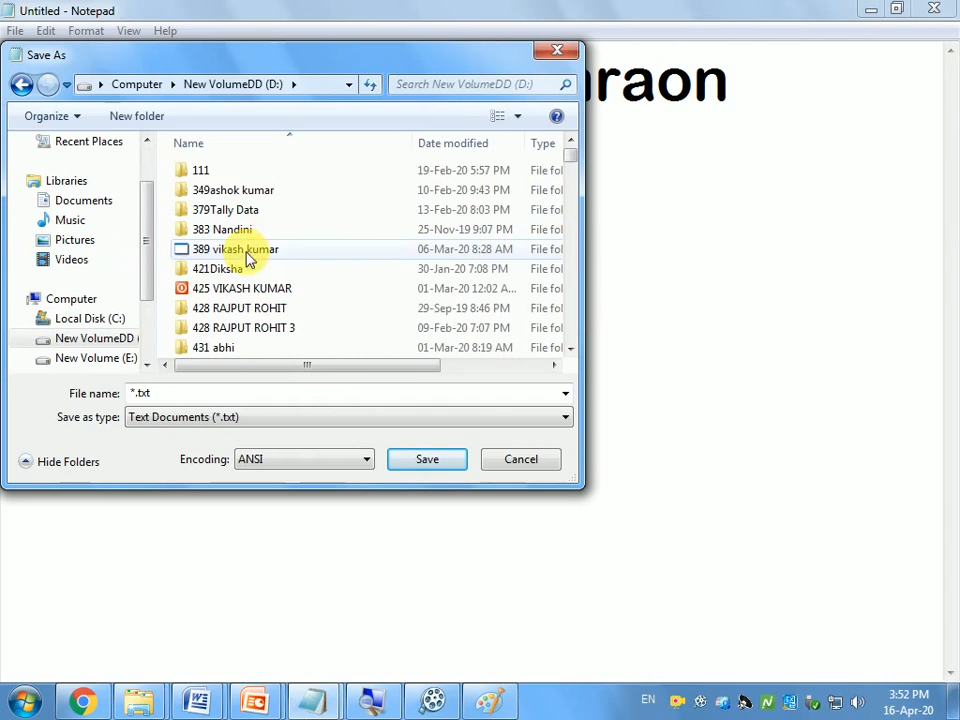 Untitled - Notepad
File Edit Format View Help
raon
Save As
Computer New VolumeDD (D:) Search New VolumeDD (D:)
Organize New folder
Name Date modified Type
Recent Places
Libraries
Documents
Music
Pictures
Videos
Computer
Local Disk (C:)
New VolumeDD
New Volume (E:)
111 19-Feb-20 5:57 PM File fol
349ashok kumar 10-Feb-20 9:43 PM File fol
379Tally Data 13-Feb-20 8:03 PM File fol
383 Nandini 25-Nov-19 9:07 PM File fol
389 vikash kumar 06-Mar-20 8:28 AM File fol
421Diksha 30-Jan-20 7:08 PM File fol
425 VIKASH KUMAR 01-Mar-20 12:02 A... File fol
428 RAJPUT ROHIT 29-Sep-19 8:46 PM File fol
428 RAJPUT ROHIT 3 09-Feb-20 7:07 PM File fol
431 abhi 01-Mar-20 8:19 AM File fol
File name: *.txt
Save as type: Text Documents (*.txt)
Hide Folders Encoding: ANSI Save Cancel
EN 3:52 PM
16-Apr-20